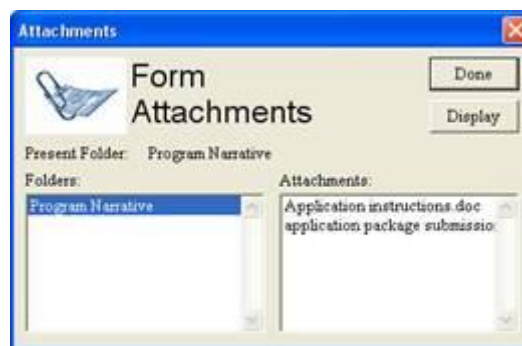 Attachments
Form
Attachments
Done
Display
Present Folder: Program Narrative
Folders:
Attachments:
Program Narrative
Application instructions.doc
application package submissio